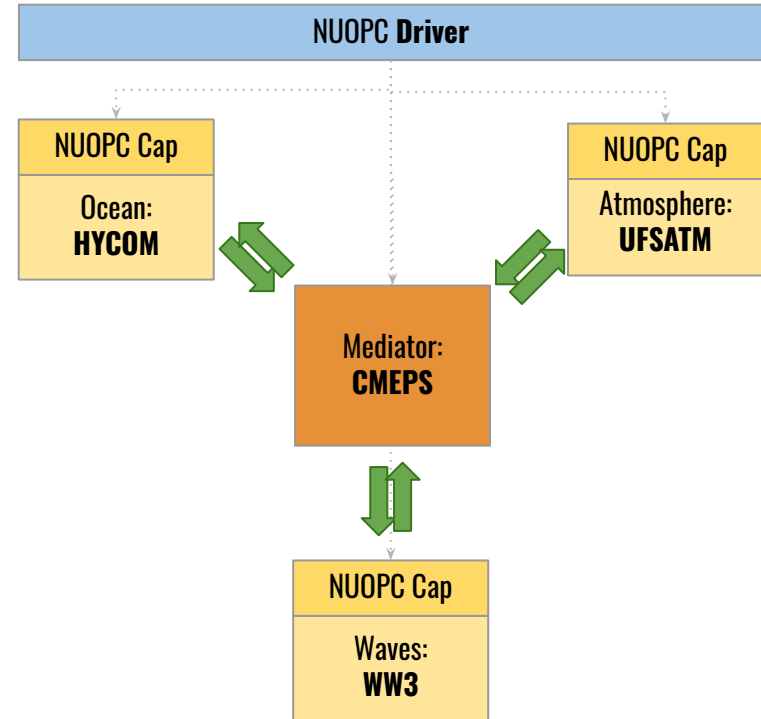 NUOPC Driver
NUOPC Cap
Ocean:
HYCOM
NUOPC Cap
Atmosphere:
UFSATM
Mediator:
CMEPS
NUOPC Cap
Waves:
WW3